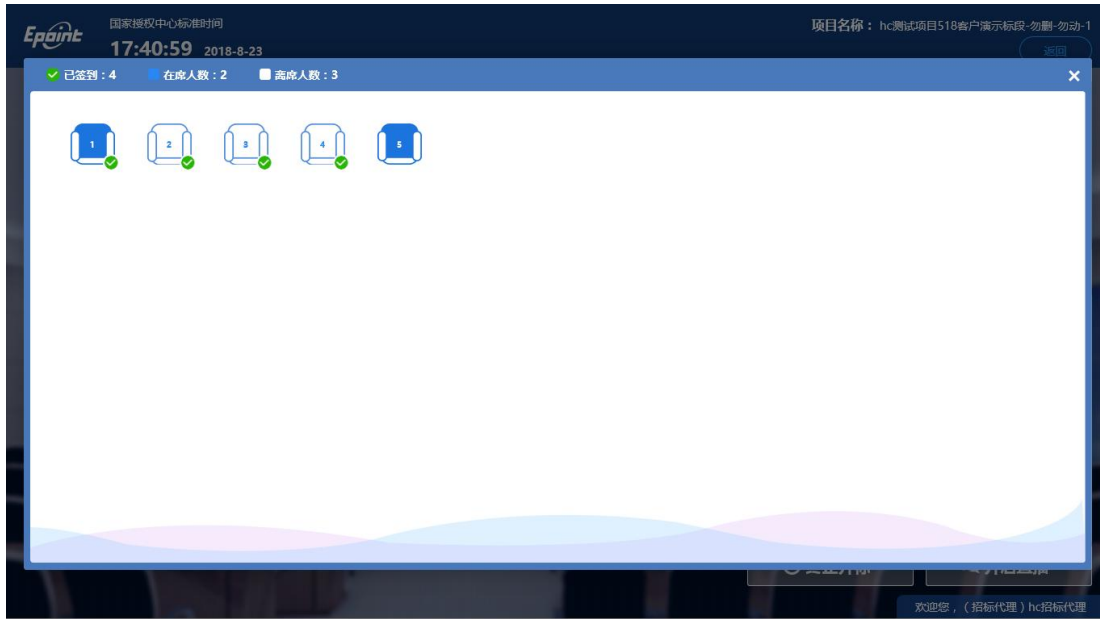 Epoint
国家授权中心标准时间
17:40:59 2018-8-23
项目名称：hc测试项目518客户演示标段-勿删-勿动-1
返回
已签到：4 在席人数：2 离席人数：3
1 2 3 4 5
欢迎您，（招标代理）hc招标代理